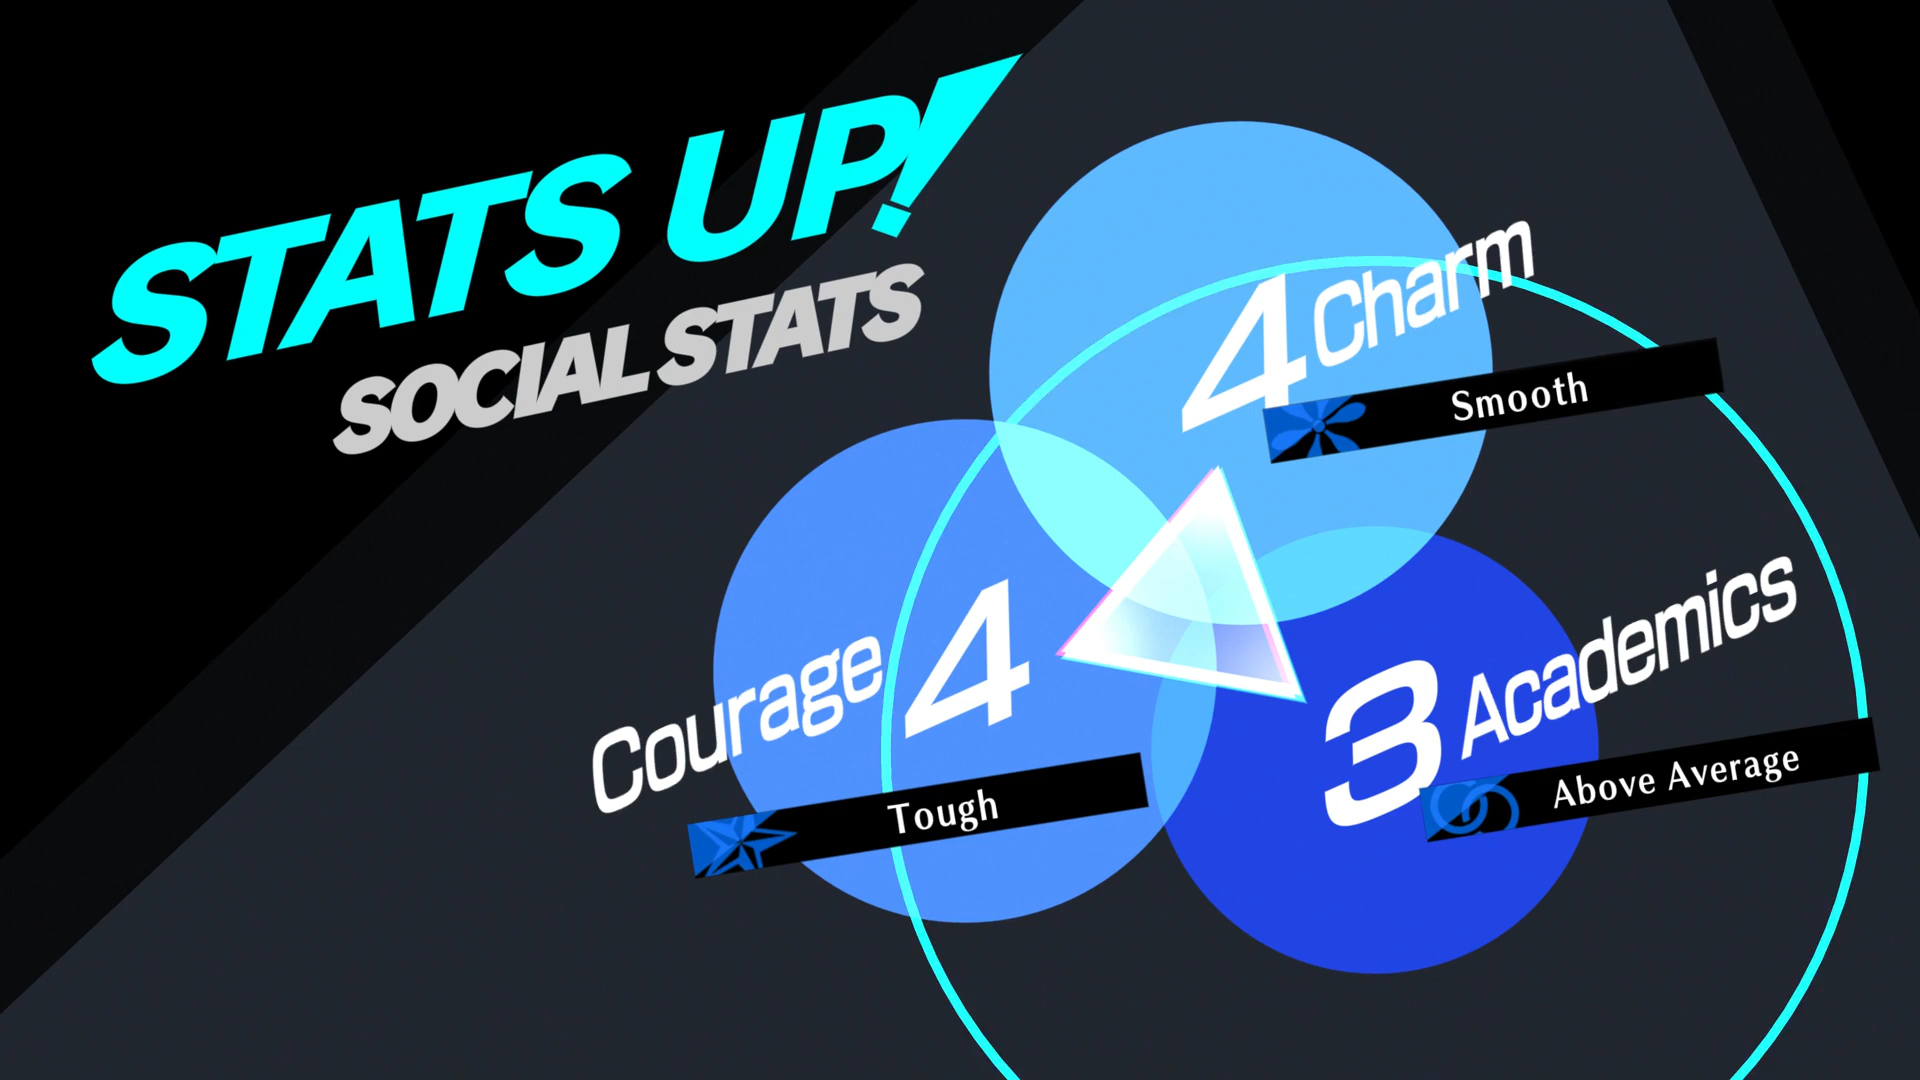 STATS UP!
SOCIAL STATS
4 Charm
Smooth
Courage 4
Tough
3 Academics
Above Average